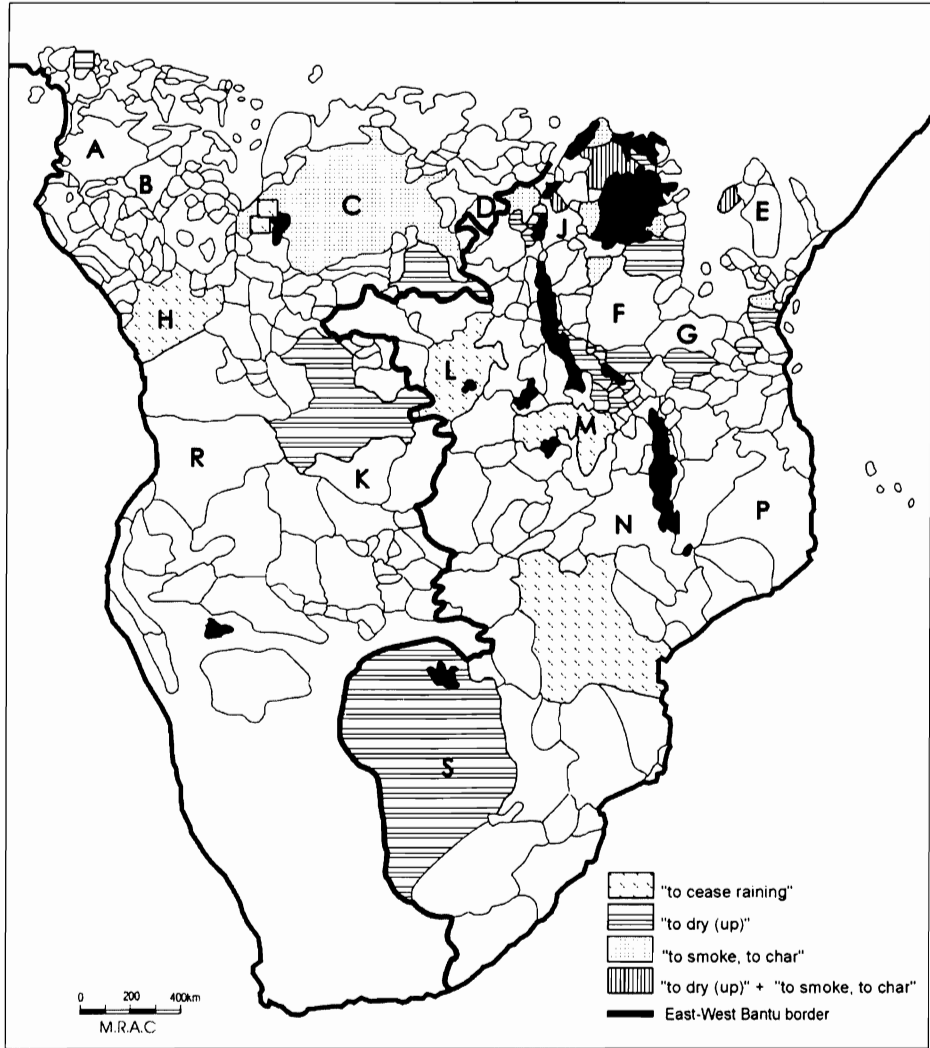 A
B
C
D
J
E
H
F
G
L
M
R
K
N
P
S
"to cease raining"
"to dry (up)"
"to smoke, to char"
"to dry (up)" + "to smoke, to char"
East-West Bantu border
0 200 400km
M.R.A.C